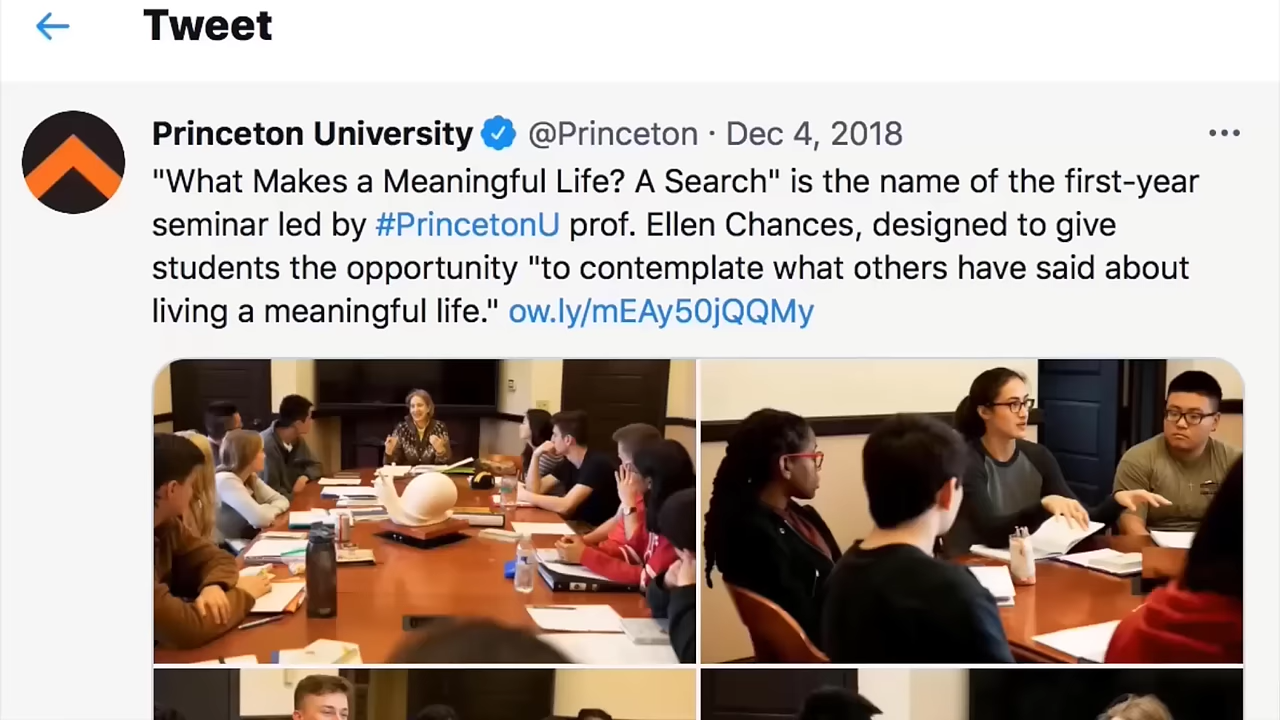 Tweet
Princeton University @Princeton · Dec 4, 2018
"What Makes a Meaningful Life? A Search" is the name of the first-year
seminar led by #PrincetonU prof. Ellen Chances, designed to give
students the opportunity "to contemplate what others have said about
living a meaningful life." ow.ly/mEAy50jQQMy